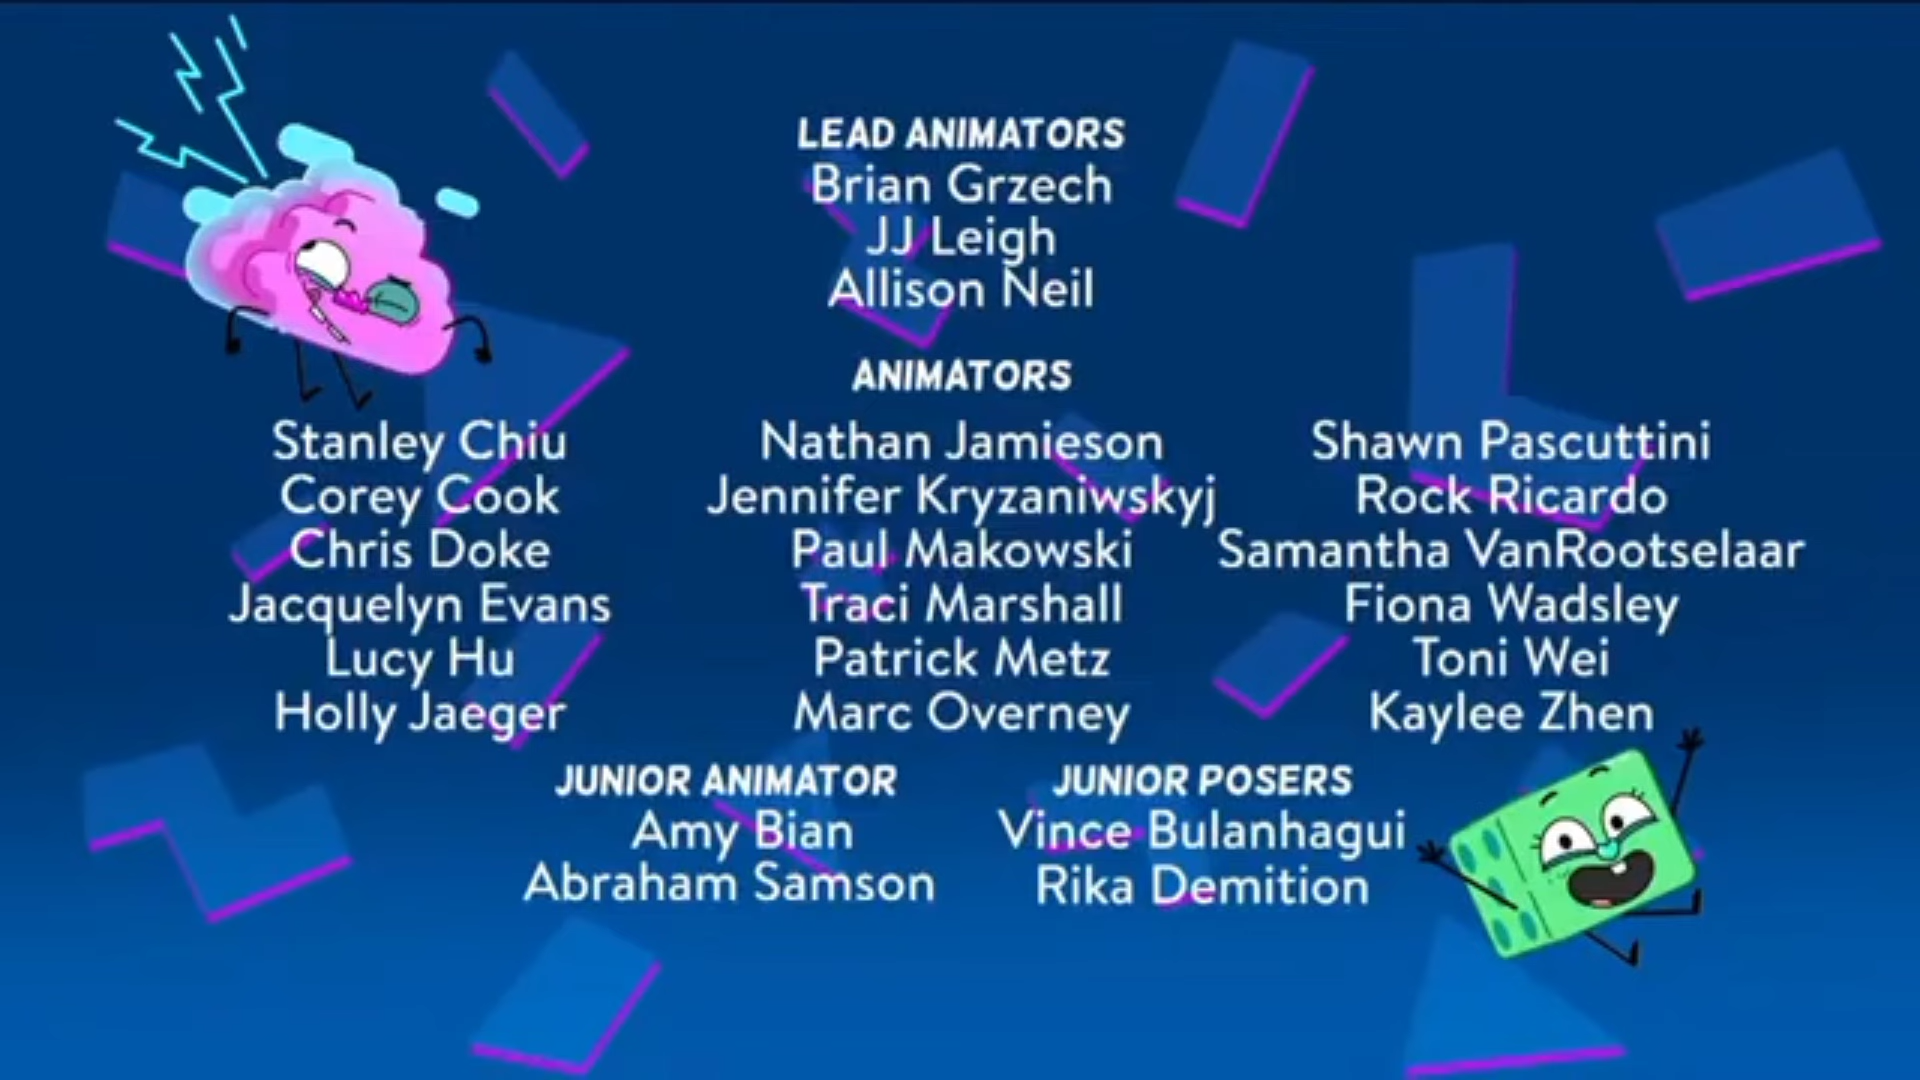 LEAD ANIMATORS
Brian Grzech
JJ Leigh
Allison Neil
ANIMATORS
Stanley Chiu
Corey Cook
Chris Doke
Jacquelyn Evans
Lucy Hu
Holly Jaeger
Nathan Jamieson
Jennifer Kryzaniwskyj
Paul Makowski
Traci Marshall
Patrick Metz
Marc Overney
Shawn Pascuttini
Rock Ricardo
Samantha VanRootselaar
Fiona Wadsley
Toni Wei
Kaylee Zhen
JUNIOR ANIMATOR
Amy Bian
Abraham Samson
JUNIOR POSERS
Vince Bulanhagui
Rika Demition